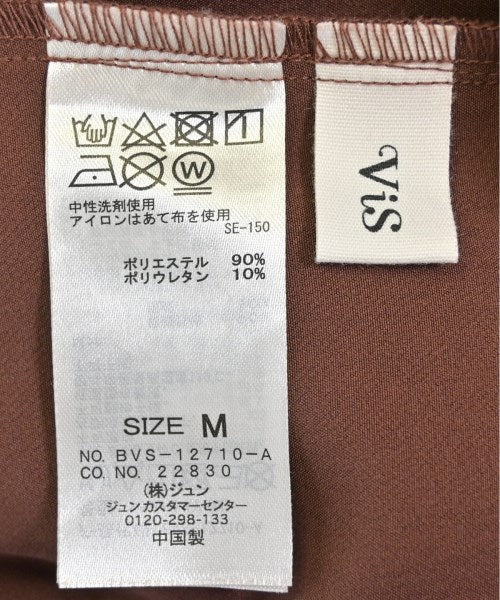 中性洗剤使用
アイロンはあて布を使用
SE-150
ポリエステル 90%
ポリウレタン 10%
SIZE M
NO. BVS-12710-A
CO. NO. 22830
(株)ジュン
ジュン カスタマーセンター
0120-298-133
中国製
ViS